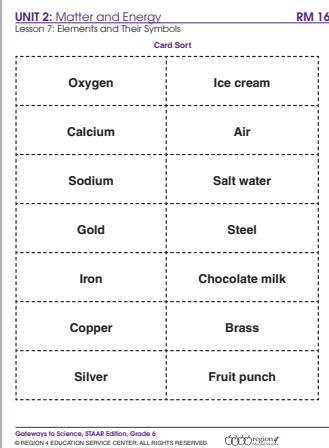 UNIT 2: Matter and Energy RM 16
Lesson 7: Elements and Their Symbols
Card Sort
Oxygen Ice cream
Calcium Air
Sodium Salt water
Gold Steel
Iron Chocolate milk
Copper Brass
Silver Fruit punch
Gateways to Science, STAAR Edition, Grade 6
© REGION 4 EDUCATION SERVICE CENTER. ALL RIGHTS RESERVED. region 4